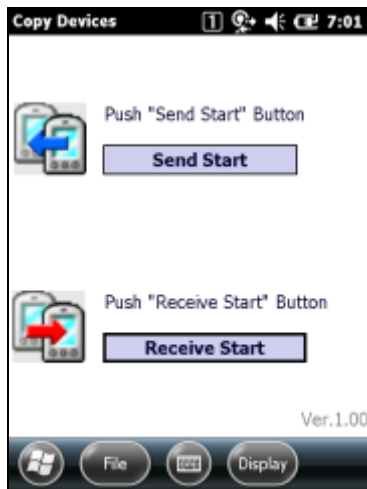 Copy Devices 1 7:01
Push "Send Start" Button
Send Start
Push "Receive Start" Button
Receive Start
Ver.1.00
File Display